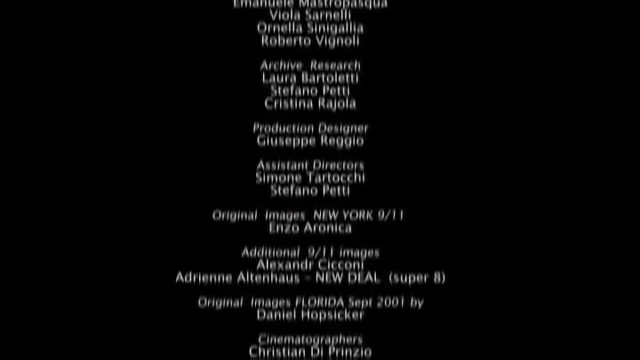 Emanuele Mastropasqua
Viola Sarnelli
Ornella Sinigallia
Roberto Vignoli
Archive Research
Laura Bartoletti
Stefano Petti
Cristina Rajola
Production Designer
Giuseppe Reggio
Assistant Directors
Simone Tartocchi
Stefano Petti
Original Images NEW YORK 9/11
Enzo Aronica
Additional 9/11 images
Alexandr Cicconi
Adrienne Altenhaus - NEW DEAL (super 8)
Original Images FLORIDA Sept 2001 by
Daniel Hopsicker
Cinematographers
Christian Di Prinzio